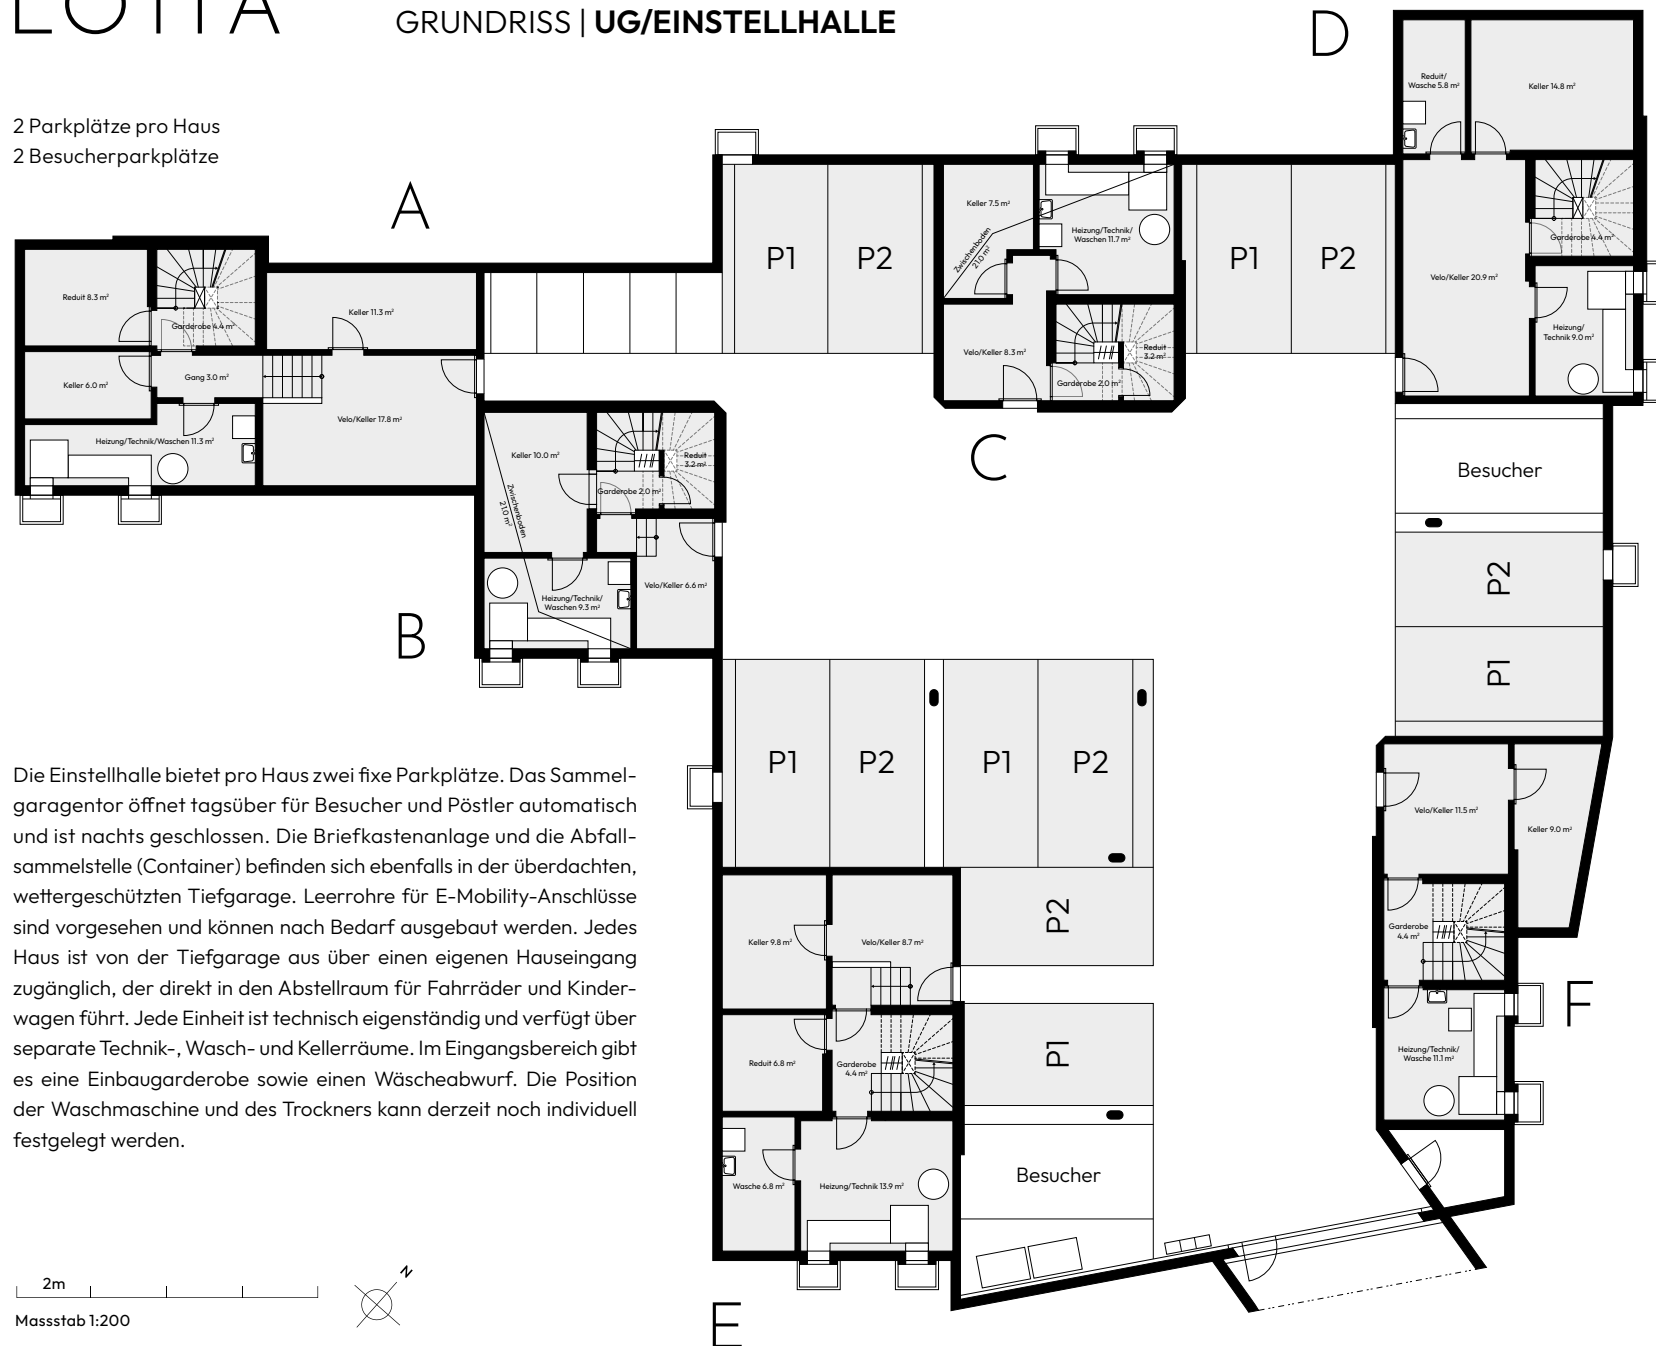 LOTTA
GRUNDRISS | UG/EINSTELLHALLE
2 Parkplätze pro Haus
2 Besucherparkplätze
A
Reduit 8.3 m²
Garderobe 4.4 m²
Keller 11.3 m²
Keller 6.0 m²
Gang 3.0 m²
Velo/Keller 17.8 m²
Heizung/Technik/Waschen 11.3 m²
B
Keller 10.0 m²
Zwischenboden
21.0 m²
Reduit
3.2 m²
Garderobe 2.0 m²
Velo/Keller 6.6 m²
Heizung/Technik/
Waschen 9.3 m²
P1
P2
C
Keller 7.5 m²
Zwischenboden
21.0 m²
Heizung/Technik/
Waschen 11.7 m²
Velo/Keller 8.3 m²
Reduit
3.2 m²
Garderobe 2.0 m²
P1
P2
D
Reduit/
Wasche 5.8 m²
Keller 14.8 m²
Garderobe 4.4 m²
Velo/Keller 20.9 m²
Heizung/
Technik 9.0 m²
Besucher
P2
P1
Velo/Keller 11.5 m²
Keller 9.0 m²
Garderobe
4.4 m²
F
Heizung/Technik/
Wasche 11.1 m²
P1
P2
P1
P2
P2
P1
Besucher
Keller 9.8 m²
Velo/Keller 8.7 m²
Reduit 6.8 m²
Garderobe
4.4 m²
Wasche 6.8 m²
Heizung/Technik 13.9 m²
E
Die Einstellhalle bietet pro Haus zwei fixe Parkplätze. Das Sammel-
garagentor öffnet tagsüber für Besucher und Pöstler automatisch
und ist nachts geschlossen. Die Briefkastenanlage und die Abfall-
sammelstelle (Container) befinden sich ebenfalls in der überdachten,
wettergeschützten Tiefgarage. Leerrohre für E-Mobility-Anschlüsse
sind vorgesehen und können nach Bedarf ausgebaut werden. Jedes
Haus ist von der Tiefgarage aus über einen eigenen Hauseingang
zugänglich, der direkt in den Abstellraum für Fahrräder und Kinder-
wagen führt. Jede Einheit ist technisch eigenständig und verfügt über
separate Technik-, Wasch- und Kellerräume. Im Eingangsbereich gibt
es eine Einbaugarderobe sowie einen Wäscheabwurf. Die Position
der Waschmaschine und des Trockners kann derzeit noch individuell
festgelegt werden.
2m
Massstab 1:200
N